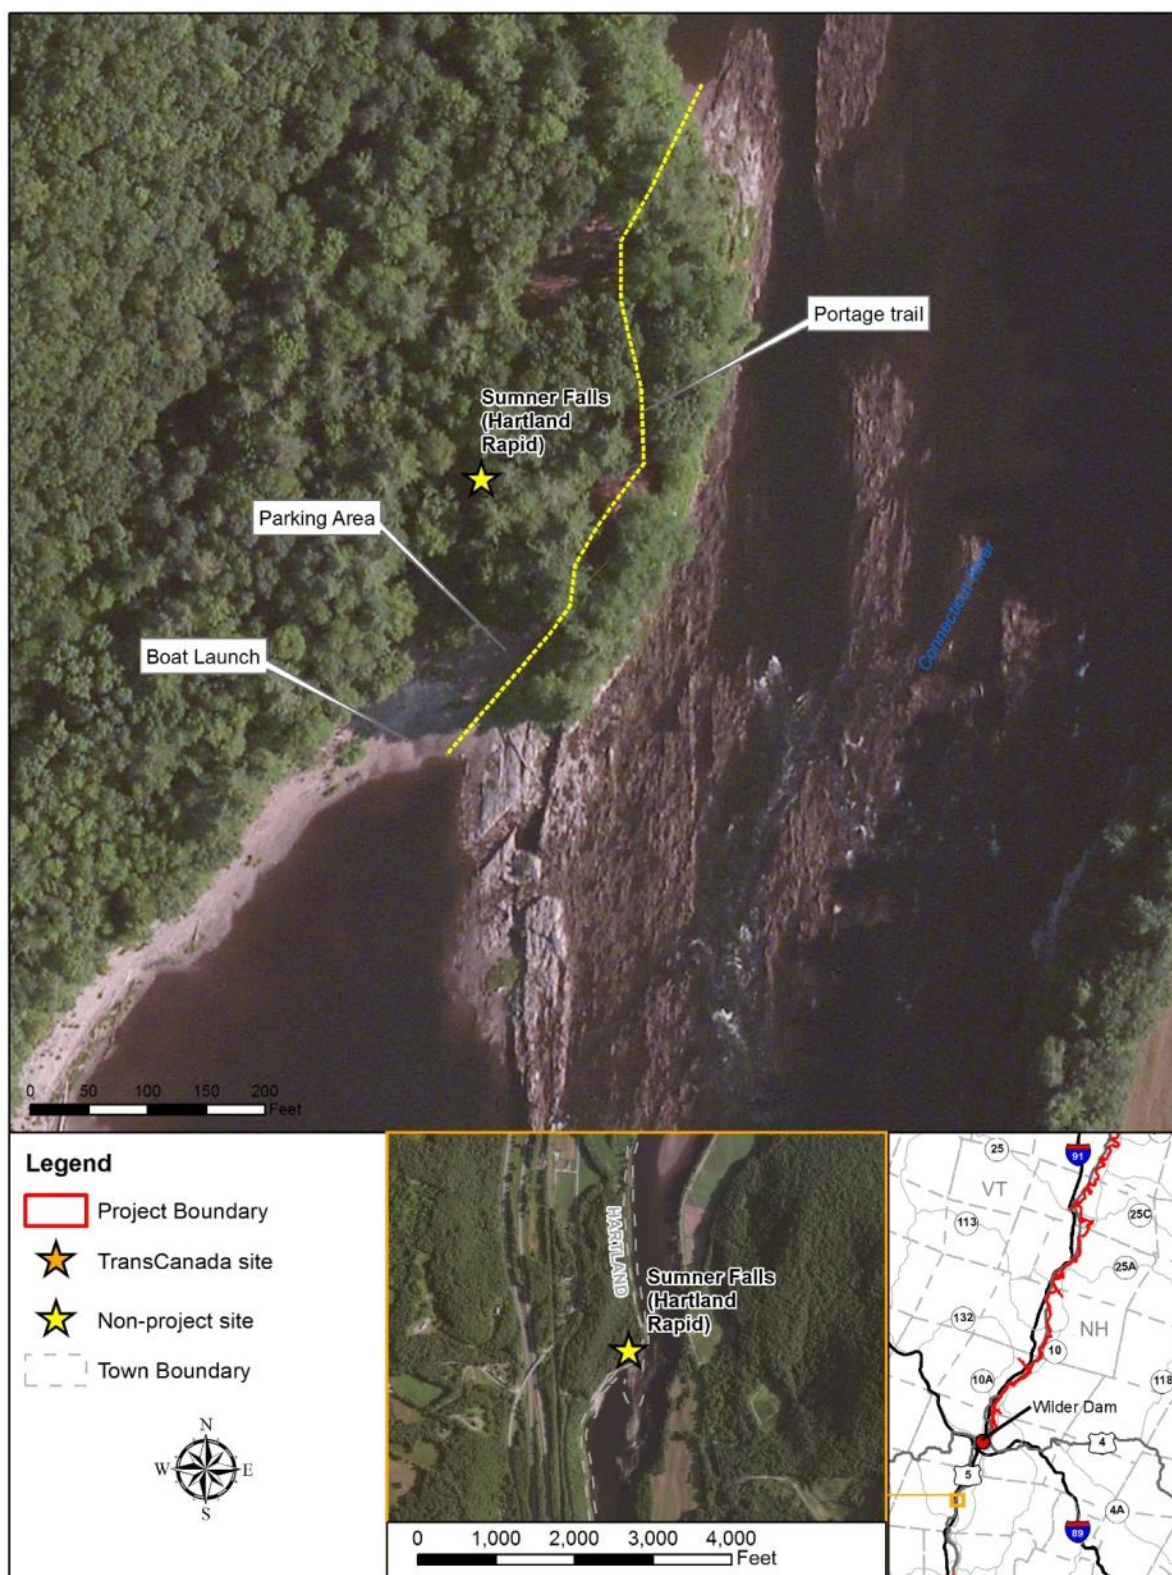 Portage trail
Sumner Falls
(Hartland
Rapid)
Parking Area
Connecticut River
Boat Launch
0 50 100 150 200
Feet
Legend
Project Boundary
TransCanada site
Non-project site
Town Boundary
N
W E
S
HARTLAND
Sumner Falls
(Hartland
Rapid)
0 1,000 2,000 3,000 4,000
Feet
25
91
VT
113
25C
25A
132
NH
10
10A
118
Wilder Dam
4
5
4A
89